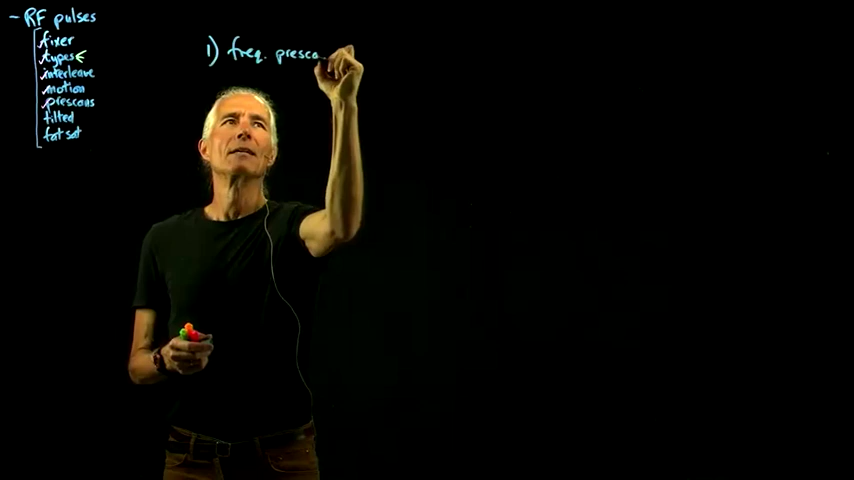 - RF pulses
fixer
types
interleave
motion
prescans
tilted
fat sat
1) freq. presca